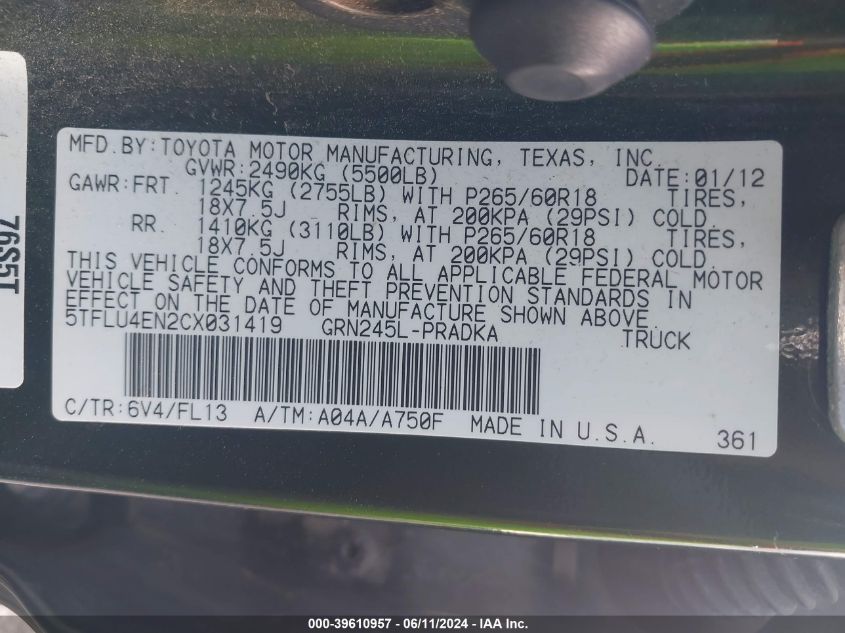 MFD.BY:TOYOTA MOTOR MANUFACTURING, TEXAS, INC.
GVWR:2490KG (5500LB) DATE:01/12
GAWR:FRT. 1245KG (2755LB) WITH P265/60R18 TIRES,
18X7.5J RIMS, AT 200KPA (29PSI) COLD.
RR. 1410KG (3110LB) WITH P265/60R18 TIRES,
18X7.5J RIMS, AT 200KPA (29PSI) COLD.
THIS VEHICLE CONFORMS TO ALL APPLICABLE FEDERAL MOTOR
VEHICLE SAFETY AND THEFT PREVENTION STANDARDS IN
EFFECT ON THE DATE OF MANUFACTURE SHOWN ABOVE.
5TFLU4EN2CX031419 GRN245L-PRADKA TRUCK
C/TR:6V4/FL13 A/TM:A04A/A750F MADE IN U.S.A. 361
76S5T
000-39610957 - 06/11/2024 - IAA Inc.